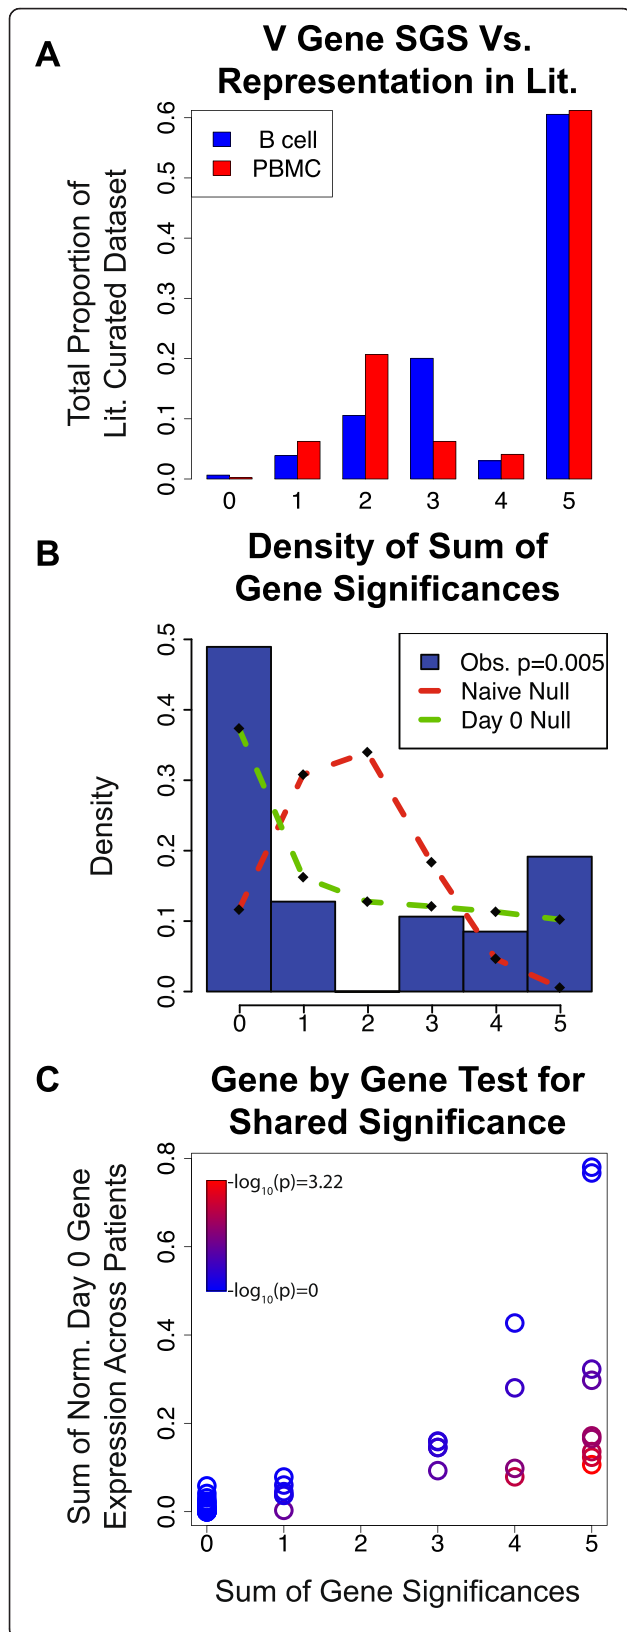 A
V Gene SGS Vs.
Representation in Lit.
Total Proportion of
Lit. Curated Dataset
0.6
0.5
0.4
0.3
0.2
0.1
0.0
B cell
PBMC
0 1 2 3 4 5
B
Density of Sum of
Gene Significances
Density
0.5
0.4
0.3
0.2
0.1
0.0
Obs. p=0.005
Naive Null
Day 0 Null
0 1 2 3 4 5
C
Gene by Gene Test for
Shared Significance
Sum of Norm. Day 0 Gene
Expression Across Patients
0.8
0.6
0.4
0.2
0.0
-log10(p)=3.22
-log10(p)=0
0 1 2 3 4 5
Sum of Gene Significances